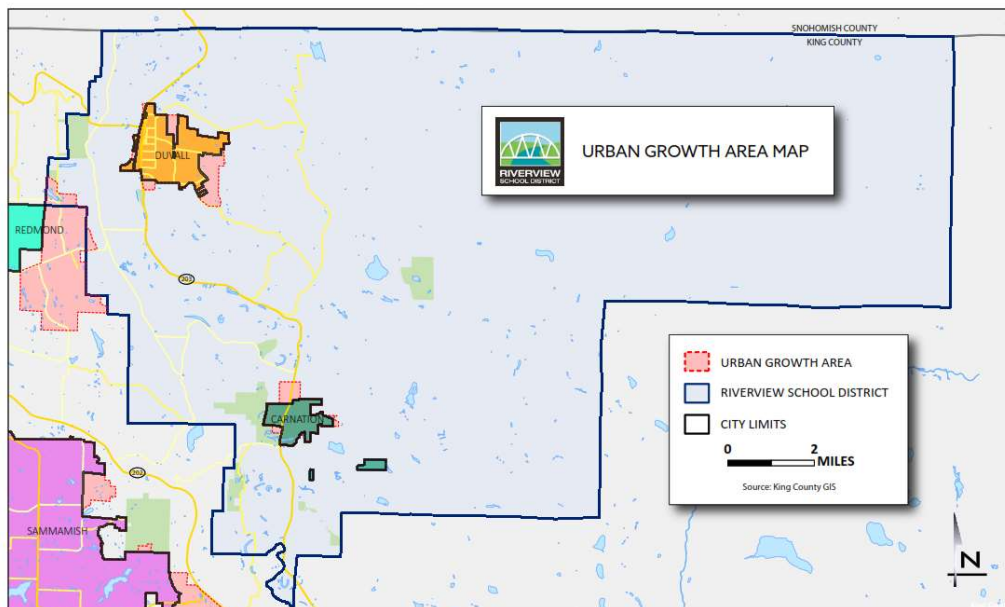 SNOHOMISH COUNTY
KING COUNTY
RIVERVIEW
SCHOOL DISTRICT
URBAN GROWTH AREA MAP
DUVALL
REDMOND
203
CARNATION
202
SAMMAMISH
URBAN GROWTH AREA
RIVERVIEW SCHOOL DISTRICT
CITY LIMITS
0 2
MILES
Source: King County GIS
N